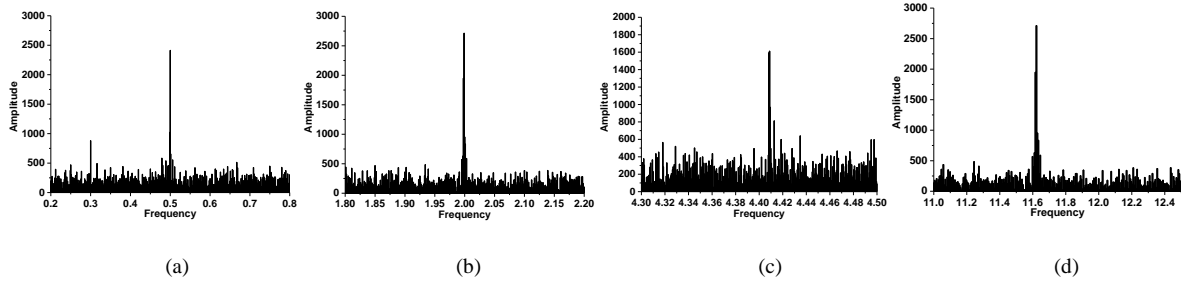 3000
2500
2000
1500
1000
500
0
Amplitude
0.2 0.3 0.4 0.5 0.6 0.7 0.8
Frequency
(a)
3000
2500
2000
1500
1000
500
0
Amplitude
1.80 1.85 1.90 1.95 2.00 2.05 2.10 2.15 2.20
Frequency
(b)
2000
1800
1600
1400
1200
1000
800
600
400
200
0
Amplitude
4.30 4.32 4.34 4.36 4.38 4.40 4.42 4.44 4.46 4.48 4.50
Frequency
(c)
3000
2500
2000
1500
1000
500
0
Amplitude
11.0 11.2 11.4 11.6 11.8 12.0 12.2 12.4
Frequency
(d)